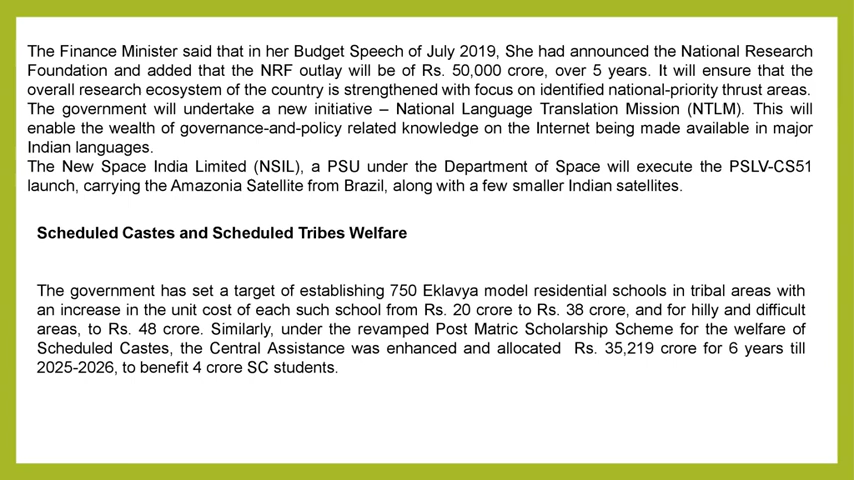 The Finance Minister said that in her Budget Speech of July 2019, She had announced the National Research
Foundation and added that the NRF outlay will be of Rs. 50,000 crore, over 5 years. It will ensure that the
overall research ecosystem of the country is strengthened with focus on identified national-priority thrust areas.
The government will undertake a new initiative – National Language Translation Mission (NTLM). This will
enable the wealth of governance-and-policy related knowledge on the Internet being made available in major
Indian languages.
The New Space India Limited (NSIL), a PSU under the Department of Space will execute the PSLV-CS51
launch, carrying the Amazonia Satellite from Brazil, along with a few smaller Indian satellites.
Scheduled Castes and Scheduled Tribes Welfare
The government has set a target of establishing 750 Eklavya model residential schools in tribal areas with
an increase in the unit cost of each such school from Rs. 20 crore to Rs. 38 crore, and for hilly and difficult
areas, to Rs. 48 crore. Similarly, under the revamped Post Matric Scholarship Scheme for the welfare of
Scheduled Castes, the Central Assistance was enhanced and allocated Rs. 35,219 crore for 6 years till
2025-2026, to benefit 4 crore SC students.